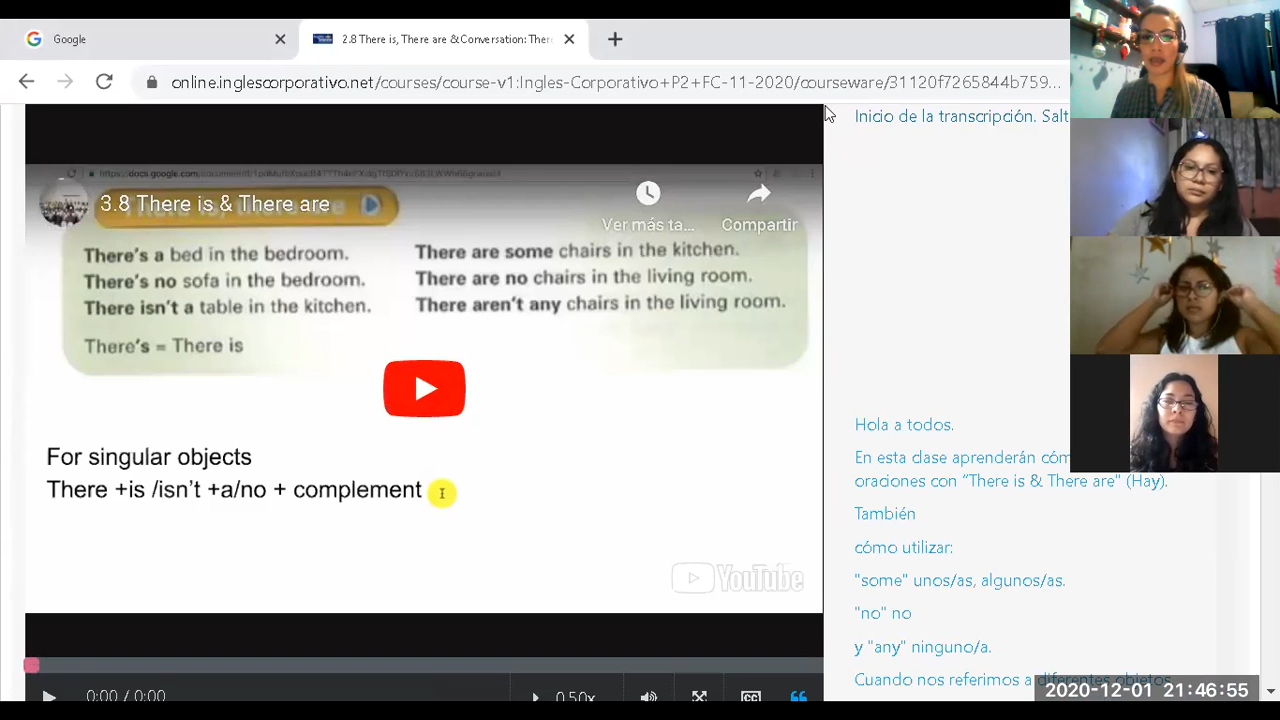 Google
2.8 There is, There are & Conversation: Ther
online.inglescorporativo.net/courses/course-v1:Ingles-Corporativo+P2+FC-11-2020/courseware/31120f7265844b759...
Inicio de la transcripción. Salt
3.8 There is & There are
Ver más ta...
Compartir
There's a bed in the bedroom.
There's no sofa in the bedroom.
There isn't a table in the kitchen.
There's = There is
There are some chairs in the kitchen.
There are no chairs in the living room.
There aren't any chairs in the living room.
For singular objects
There +is /isn't +a/no + complement
YouTube
0:00 / 0:00
0.50x
CC
Hola a todos.
En esta clase aprenderán
oraciones con "There is & There are" (Hay).
También
cómo utilizar:
"some" unos/as, algunos/as.
"no" no
y "any" ninguno/a.
Cuando nos referimos a diferentes objetos
2020-12-01 21:46:55